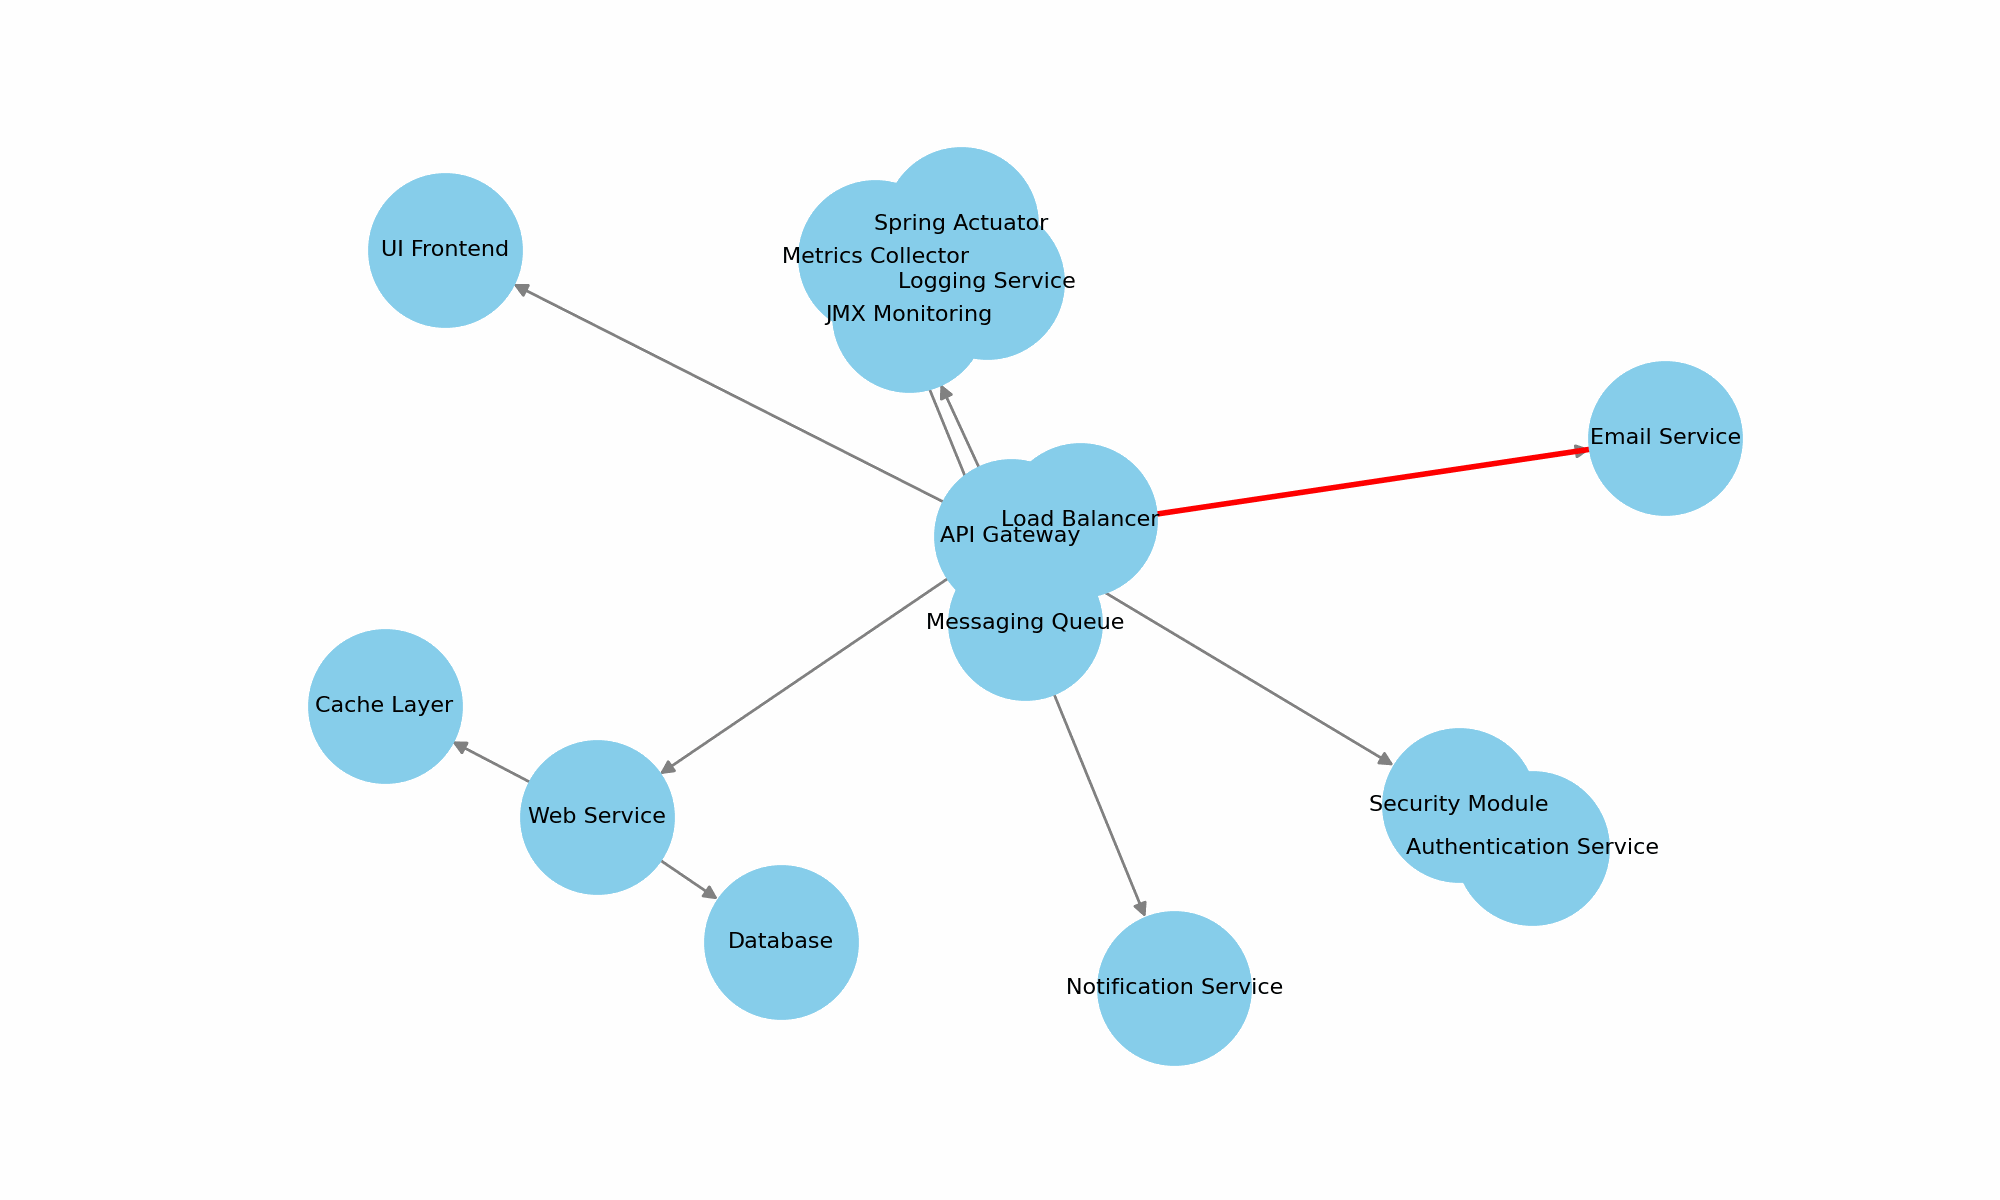 Spring Actuator
UI Frontend
Metrics Collector
Logging Service
JMX Monitoring
Email Service
Load Balancer
API Gateway
Messaging Queue
Cache Layer
Security Module
Web Service
Authentication Service
Database
Notification Service